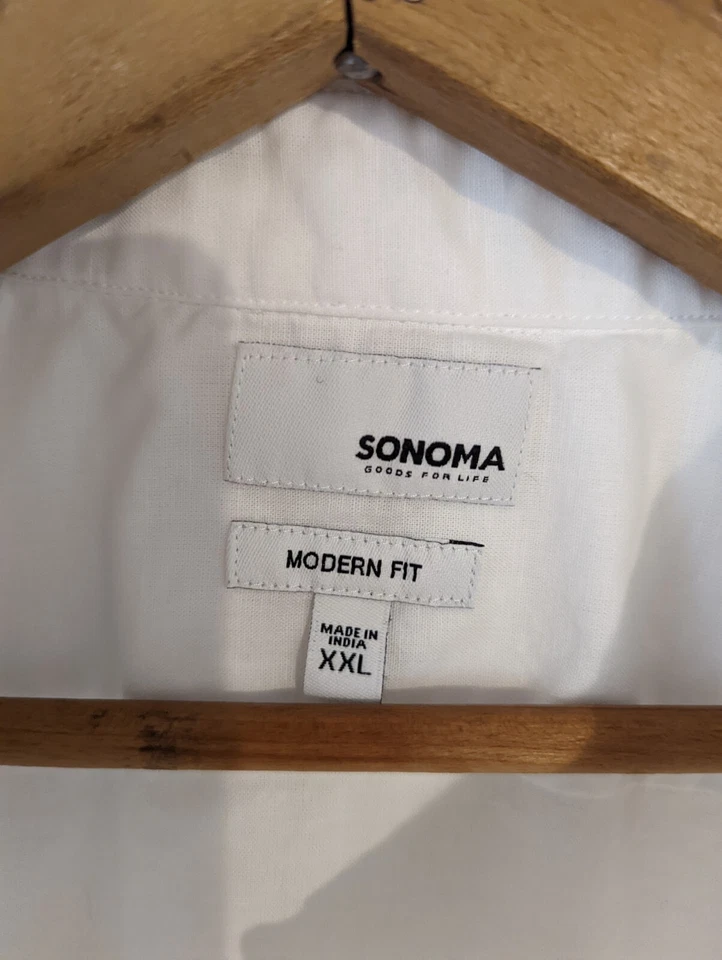 SONOMA
GOODS FOR LIFE
MODERN FIT
MADE IN
INDIA
XXL